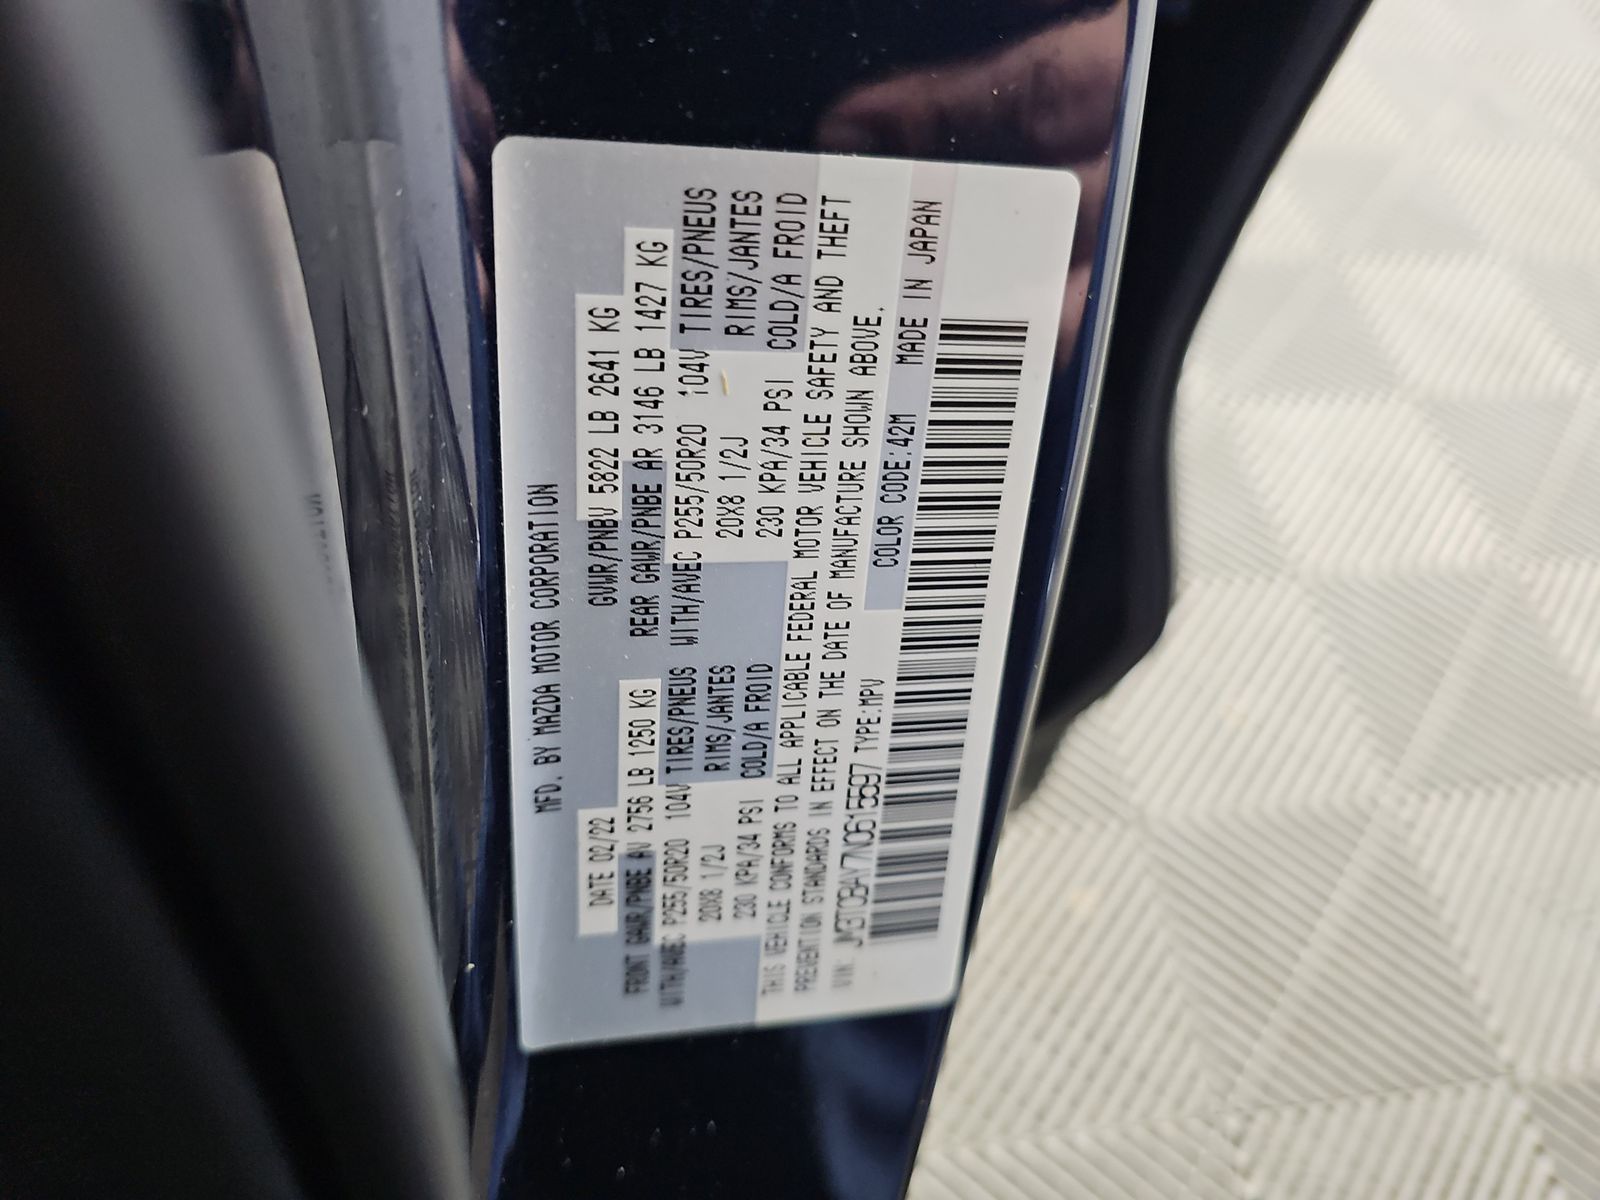 MFD. BY MAZDA MOTOR CORPORATION
DATE 02/22 GVWR/PNBV 5822 LB 2641 KG
FRONT GAWR/PNBE AV 2756 LB 1250 KG REAR GAWR/PNBE AR 3146 LB 1427 KG
WITH/AVEC P255/50R20 104V TIRES/PNEUS WITH/AVEC P255/50R20 104V TIRES/PNEUS
20X8 1/2J RIMS/JANTES 20X8 1/2J RIMS/JANTES
230 KPA/34 PSI COLD/A FROID 230 KPA/34 PSI COLD/A FROID
THIS VEHICLE CONFORMS TO ALL APPLICABLE FEDERAL MOTOR VEHICLE SAFETY AND THEFT
PREVENTION STANDARDS IN EFFECT ON THE DATE OF MANUFACTURE SHOWN ABOVE.
VIN: JM3TCBAY7N0615597 TYPE:MPV COLOR CODE:42M MADE IN JAPAN